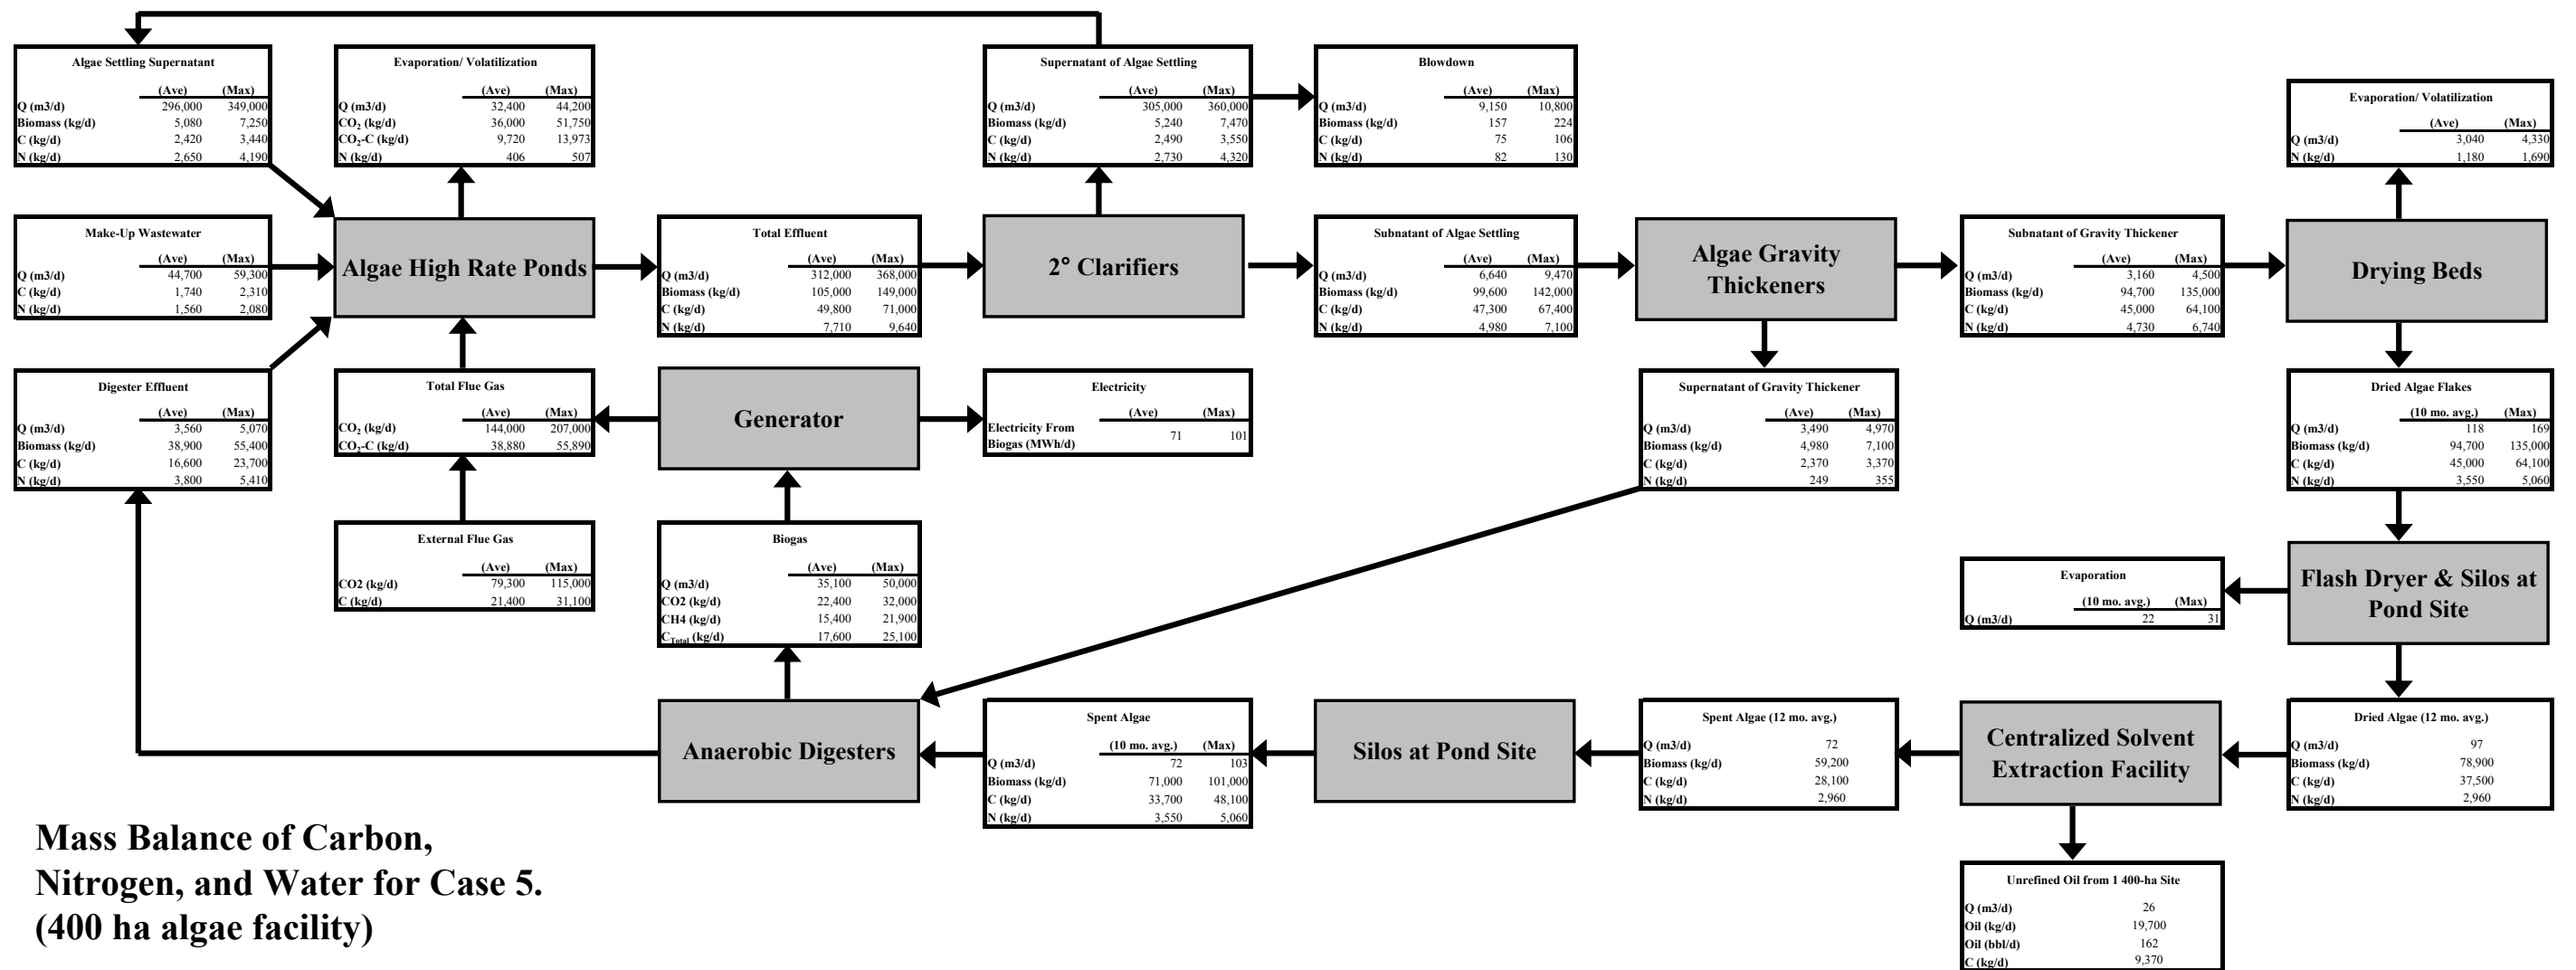 Algae Settling Supernatant
(Ave) (Max)
Q (m3/d) 296,000 349,000
Biomass (kg/d) 5,080 7,250
C (kg/d) 2,420 3,440
N (kg/d) 2,650 4,190
Evaporation/ Volatilization
(Ave) (Max)
Q (m3/d) 32,400 44,200
CO₂ (kg/d) 36,000 51,750
CO₂-C (kg/d) 9,720 13,973
N (kg/d) 406 507
Supernatant of Algae Settling
(Ave) (Max)
Q (m3/d) 305,000 360,000
Biomass (kg/d) 5,240 7,470
C (kg/d) 2,490 3,550
N (kg/d) 2,730 4,320
Blowdown
(Ave) (Max)
Q (m3/d) 9,150 10,800
Biomass (kg/d) 157 224
C (kg/d) 75 106
N (kg/d) 82 130
Evaporation/ Volatilization
(Ave) (Max)
Q (m3/d) 3,040 4,330
N (kg/d) 1,180 1,690
Make-Up Wastewater
(Ave) (Max)
Q (m3/d) 44,700 59,300
C (kg/d) 1,740 2,310
N (kg/d) 1,560 2,080
Algae High Rate Ponds
Total Effluent
(Ave) (Max)
Q (m3/d) 312,000 368,000
Biomass (kg/d) 105,000 149,000
C (kg/d) 49,800 71,000
N (kg/d) 7,710 9,640
2° Clarifiers
Subnatant of Algae Settling
(Ave) (Max)
Q (m3/d) 6,640 9,470
Biomass (kg/d) 99,600 142,000
C (kg/d) 47,300 67,400
N (kg/d) 4,980 7,100
Algae Gravity
Thickeners
Subnatant of Gravity Thickener
(Ave) (Max)
Q (m3/d) 3,160 4,500
Biomass (kg/d) 94,700 135,000
C (kg/d) 45,000 64,100
N (kg/d) 4,730 6,740
Drying Beds
Digester Effluent
(Ave) (Max)
Q (m3/d) 3,560 5,070
Biomass (kg/d) 38,900 55,400
C (kg/d) 16,600 23,700
N (kg/d) 3,800 5,410
Total Flue Gas
(Ave) (Max)
CO₂ (kg/d) 144,000 207,000
CO₂-C (kg/d) 38,880 55,890
Generator
Electricity
(Ave) (Max)
Electricity From
Biogas (MWh/d) 71 101
Supernatant of Gravity Thickener
(Ave) (Max)
Q (m3/d) 3,490 4,970
Biomass (kg/d) 4,980 7,100
C (kg/d) 2,370 3,370
N (kg/d) 249 355
Dried Algae Flakes
(10 mo. avg.) (Max)
Q (m3/d) 118 169
Biomass (kg/d) 94,700 135,000
C (kg/d) 45,000 64,100
N (kg/d) 3,550 5,060
External Flue Gas
(Ave) (Max)
CO2 (kg/d) 79,300 115,000
C (kg/d) 21,400 31,100
Biogas
(Ave) (Max)
Q (m3/d) 35,100 50,000
CO2 (kg/d) 22,400 32,000
CH4 (kg/d) 15,400 21,900
C Total (kg/d) 17,600 25,100
Evaporation
(10 mo. avg.) (Max)
Q (m3/d) 22 31
Flash Dryer & Silos at
Pond Site
Anaerobic Digesters
Spent Algae
(10 mo. avg.) (Max)
Q (m3/d) 72 103
Biomass (kg/d) 71,000 101,000
C (kg/d) 33,700 48,100
N (kg/d) 3,550 5,060
Silos at Pond Site
Spent Algae (12 mo. avg.)
Q (m3/d) 72
Biomass (kg/d) 59,200
C (kg/d) 28,100
N (kg/d) 2,960
Centralized Solvent
Extraction Facility
Dried Algae (12 mo. avg.)
Q (m3/d) 97
Biomass (kg/d) 78,900
C (kg/d) 37,500
N (kg/d) 2,960
Mass Balance of Carbon,
Nitrogen, and Water for Case 5.
(400 ha algae facility)
Unrefined Oil from 1 400-ha Site
Q (m3/d) 26
Oil (kg/d) 19,700
Oil (bbl/d) 162
C (kg/d) 9,370